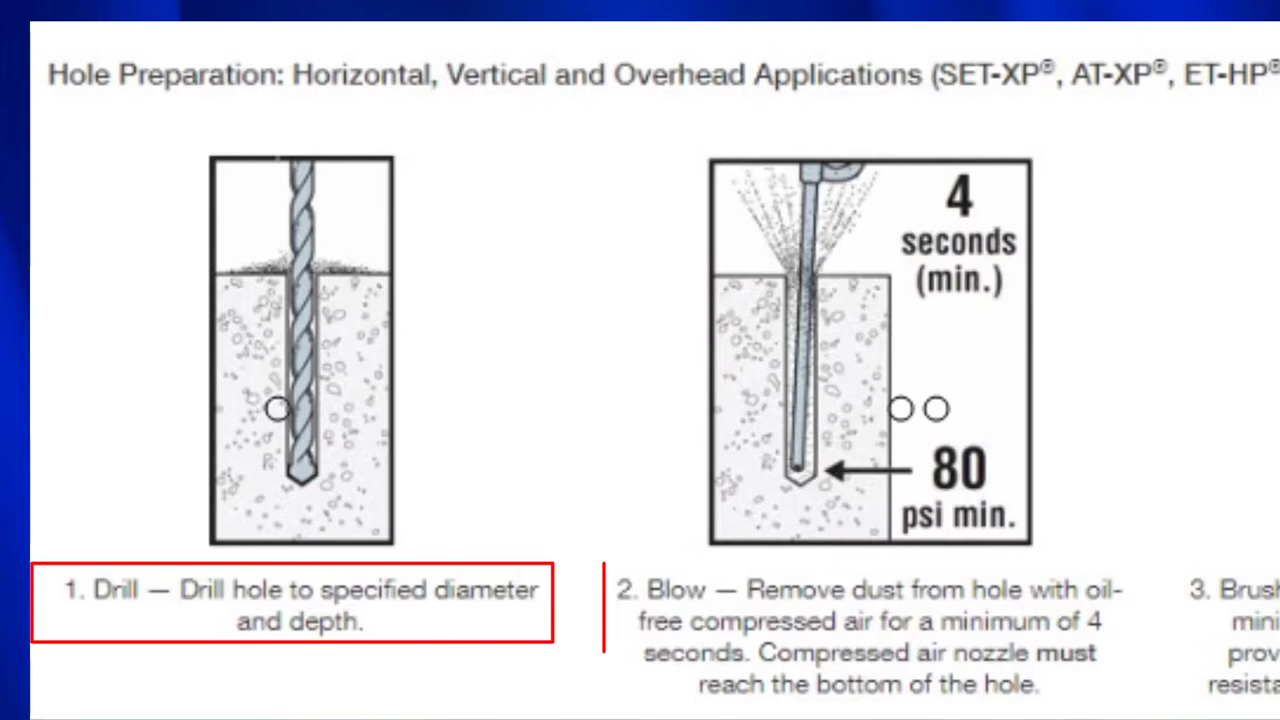 Hole Preparation: Horizontal, Vertical and Overhead Applications (SET-XP®, AT-XP®, ET-HP®
4
seconds
(min.)
80
psi min.
1. Drill — Drill hole to specified diameter
and depth.
2. Blow — Remove dust from hole with oil-
free compressed air for a minimum of 4
seconds. Compressed air nozzle must
reach the bottom of the hole.
3. Brush
mini
prov
resista